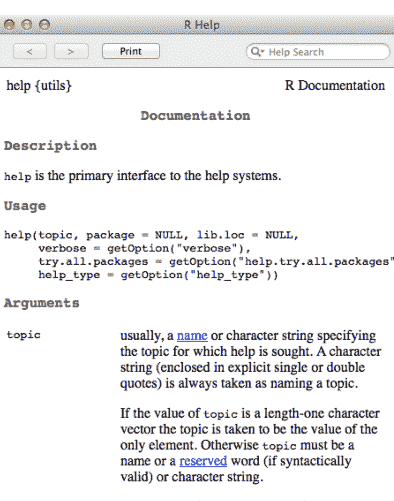 R Help
< > Print Help Search
help {utils} R Documentation
Documentation
Description
help is the primary interface to the help systems.
Usage
help(topic, package = NULL, lib.loc = NULL,
verbose = getOption("verbose"),
try.all.packages = getOption("help.try.all.packages"
help_type = getOption("help_type"))
Arguments
topic usually, a name or character string specifying
the topic for which help is sought. A character
string (enclosed in explicit single or double
quotes) is always taken as naming a topic.
If the value of topic is a length-one character
vector the topic is taken to be the value of the
only element. Otherwise topic must be a
name or a reserved word (if syntactically
valid) or character string.